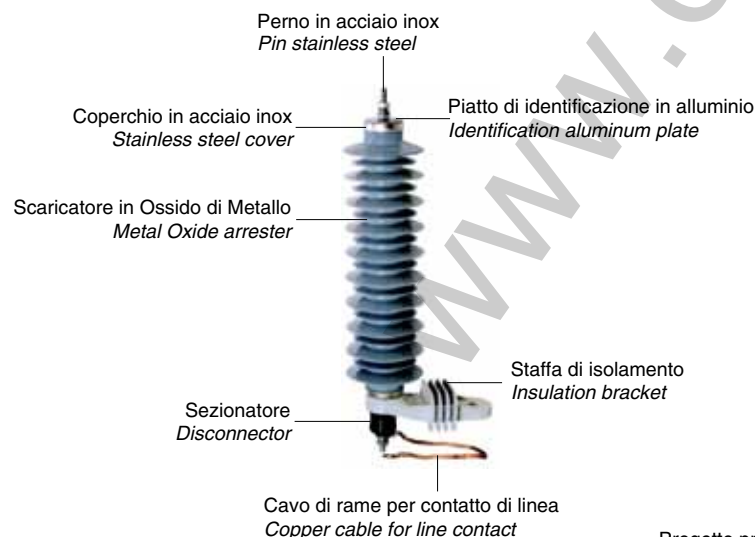 Perno in acciaio inox
Pin stainless steel
Coperchio in acciaio inox
Stainless steel cover
Piatto di identificazione in alluminio
Identification aluminum plate
Scaricatore in Ossido di Metallo
Metal Oxide arrester
Staffa di isolamento
Insulation bracket
Sezionatore
Disconnector
Cavo di rame per contatto di linea
Copper cable for line contact
www.